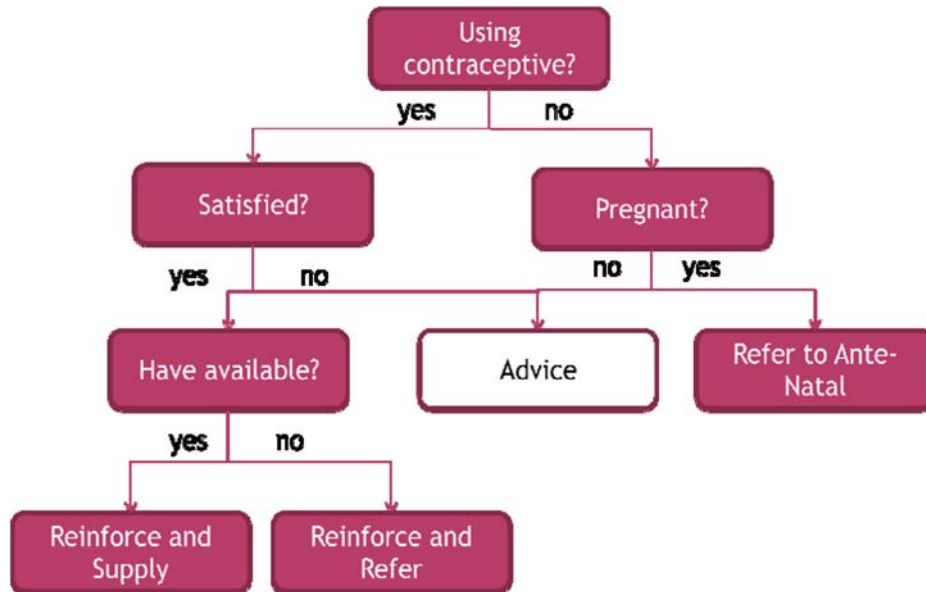 Using
contraceptive?
yes
no
Satisfied?
Pregnant?
yes
no
no
yes
Have available?
Advice
Refer to Ante-
Natal
yes
no
Reinforce and
Supply
Reinforce and
Refer